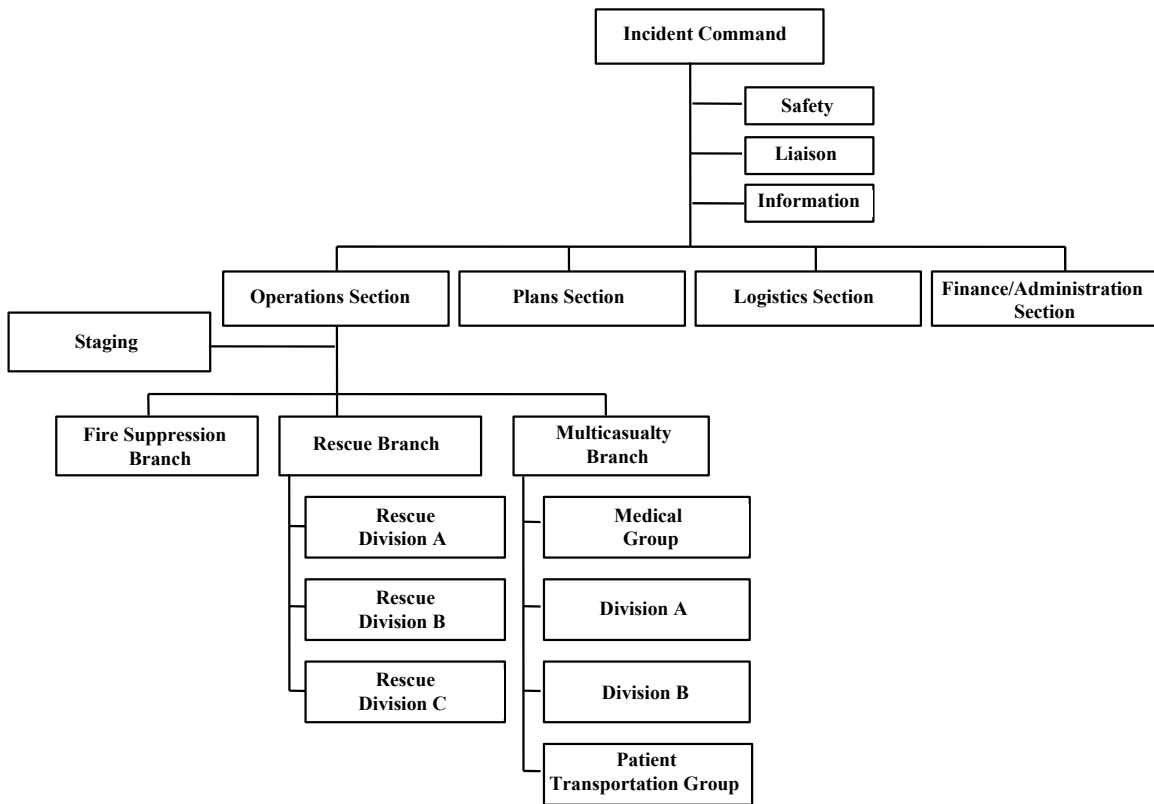 Incident Command
Safety
Liaison
Information
Operations Section
Plans Section
Logistics Section
Finance/Administration
Section
Staging
Fire Suppression
Branch
Rescue Branch
Multicasualty
Branch
Rescue
Division A
Rescue
Division B
Rescue
Division C
Medical
Group
Division A
Division B
Patient
Transportation Group